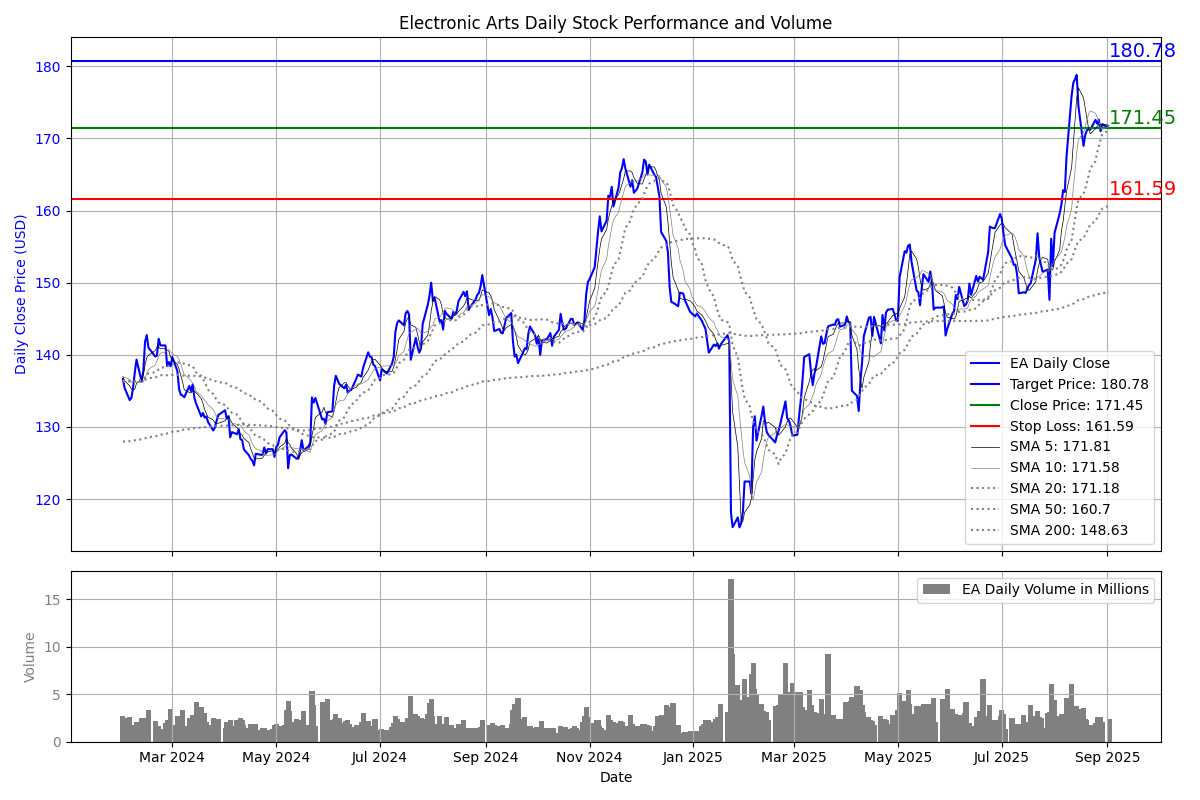 Electronic Arts Daily Stock Performance and Volume
180.78
171.45
161.59
Daily Close Price (USD)
180
170
160
150
140
130
120
EA Daily Close
Target Price: 180.78
Close Price: 171.45
Stop Loss: 161.59
SMA 5: 171.81
SMA 10: 171.58
SMA 20: 171.18
SMA 50: 160.7
SMA 200: 148.63
EA Daily Volume in Millions
Volume
15
10
5
0
Mar 2024 May 2024 Jul 2024 Sep 2024 Nov 2024 Jan 2025 Mar 2025 May 2025 Jul 2025 Sep 2025
Date